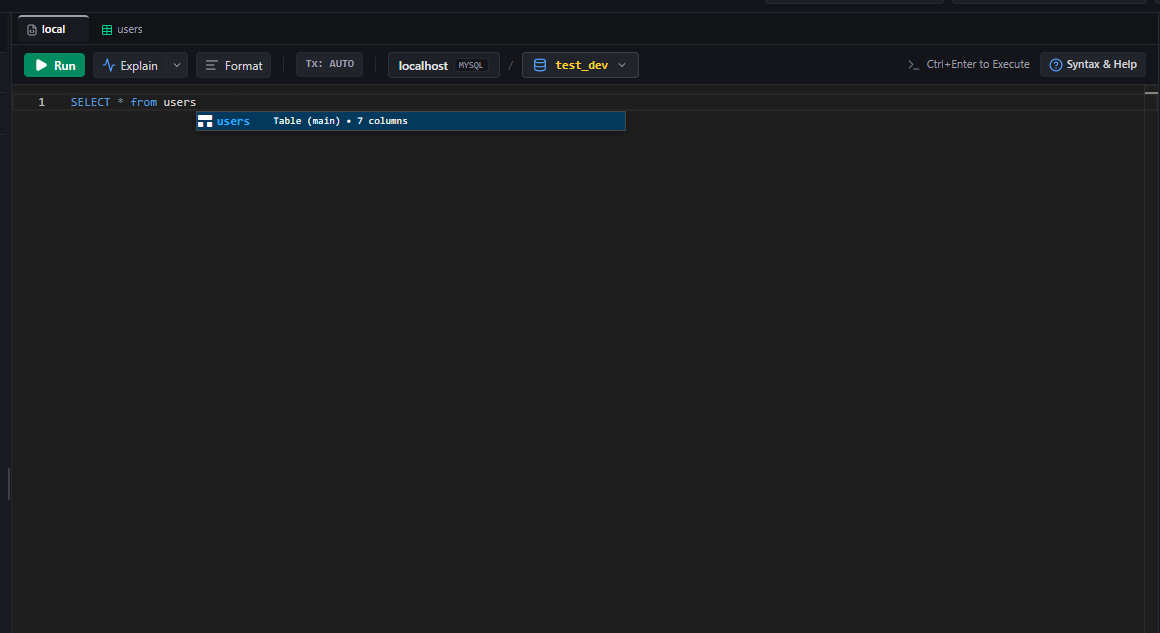 local users
Run Explain Format Tx: AUTO localhost MYSQL / test_dev >_ Ctrl+Enter to Execute Syntax & Help
1 SELECT * from users
users Table (main) • 7 columns